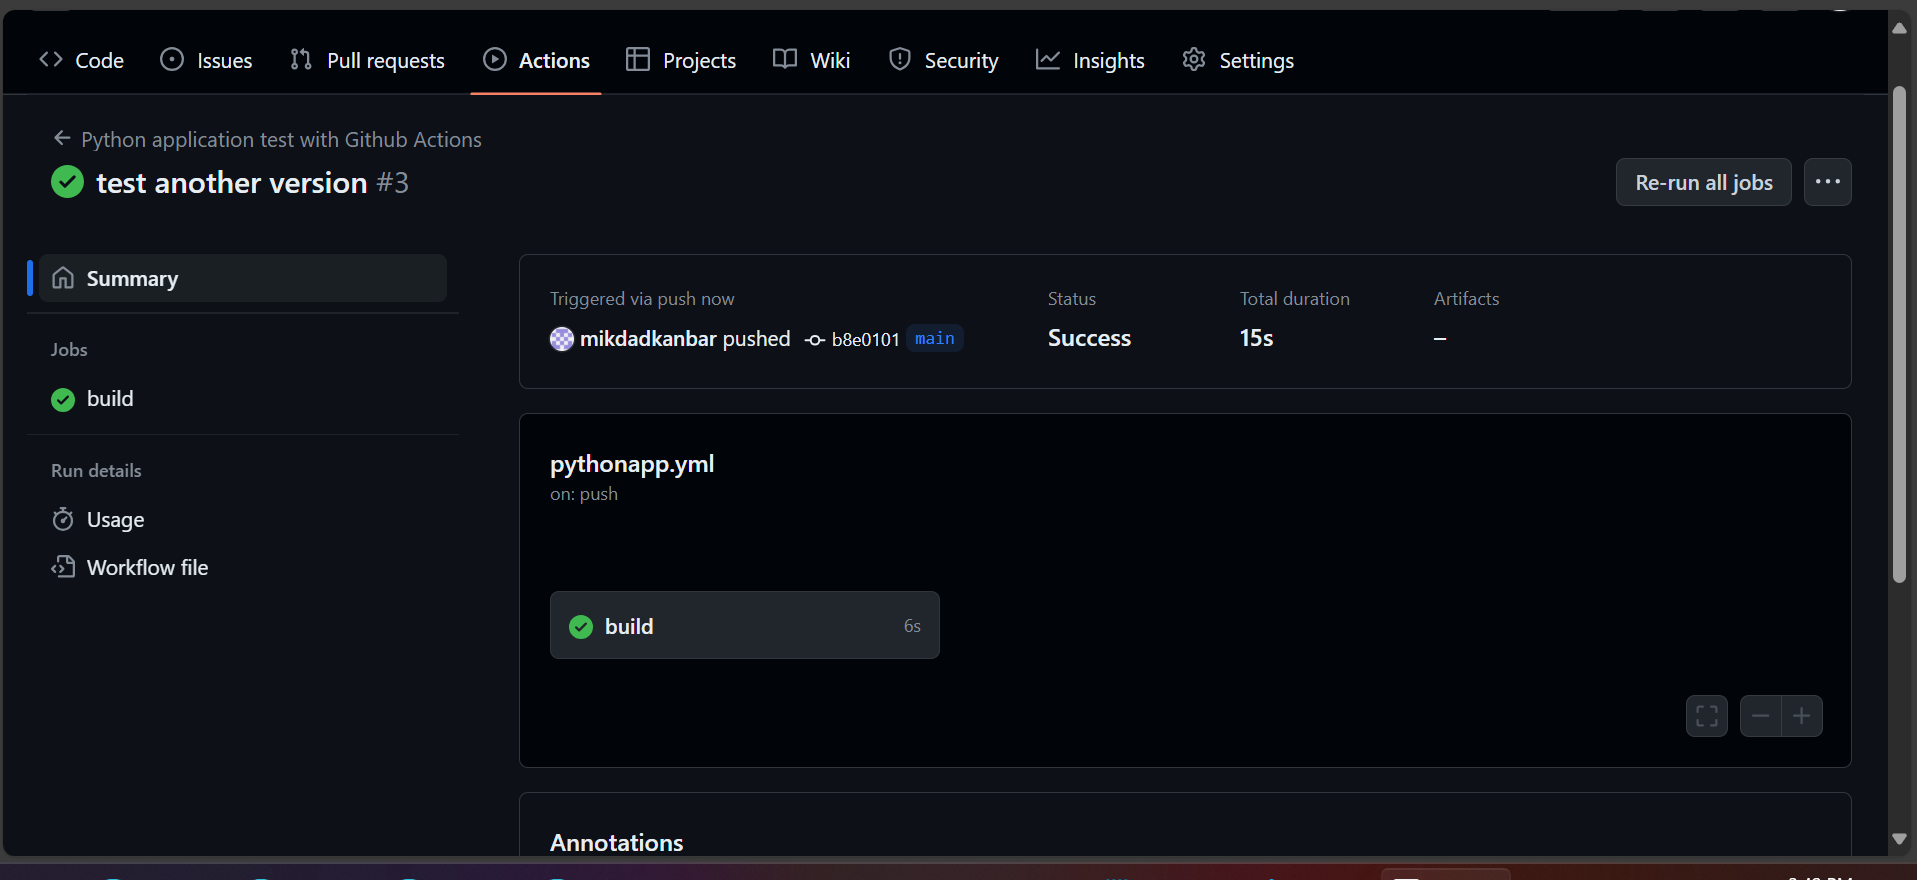 Code Issues Pull requests Actions Projects Wiki Security Insights Settings
Python application test with Github Actions
test another version #3
Re-run all jobs
Summary
Jobs
build
Run details
Usage
Workflow file
Triggered via push now
mikdadkanbar pushed b8e0101 main
Status
Success
Total duration
15s
Artifacts
–
pythonapp.yml
on: push
build 6s
Annotations